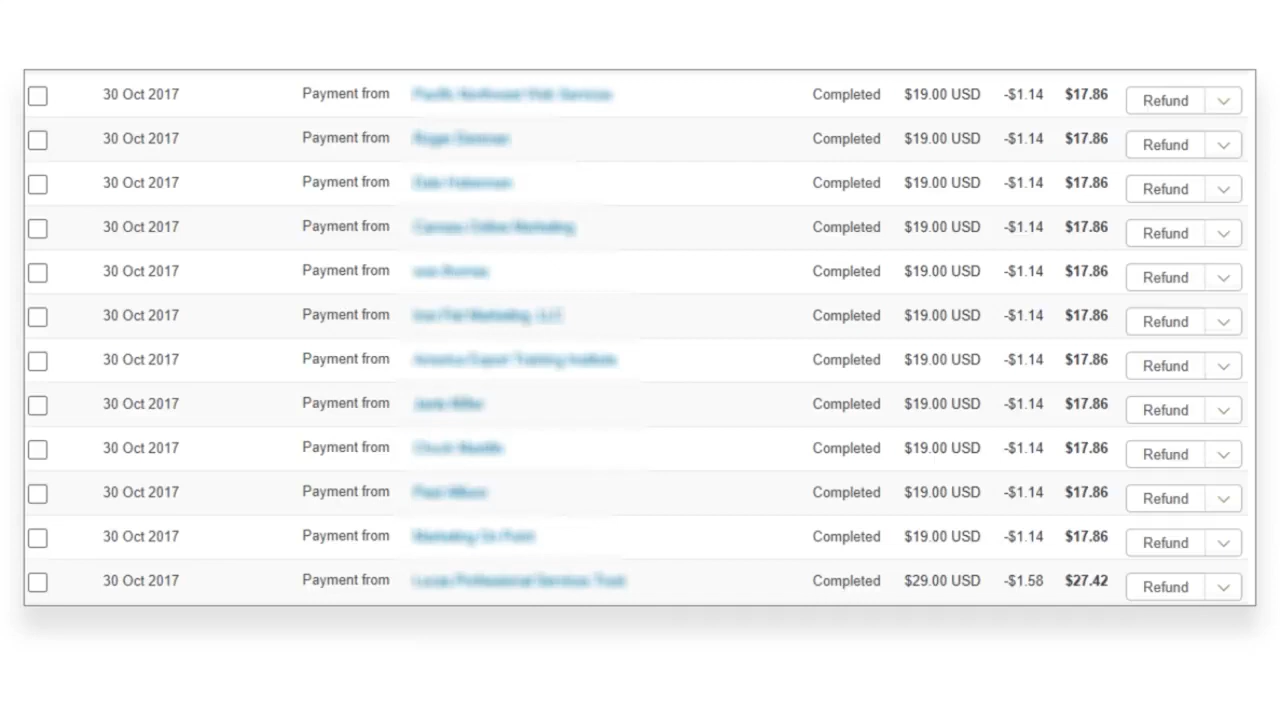 30 Oct 2017 Payment from Completed $19.00 USD -$1.14 $17.86 Refund
30 Oct 2017 Payment from Completed $19.00 USD -$1.14 $17.86 Refund
30 Oct 2017 Payment from Completed $19.00 USD -$1.14 $17.86 Refund
30 Oct 2017 Payment from Completed $19.00 USD -$1.14 $17.86 Refund
30 Oct 2017 Payment from Completed $19.00 USD -$1.14 $17.86 Refund
30 Oct 2017 Payment from Completed $19.00 USD -$1.14 $17.86 Refund
30 Oct 2017 Payment from Completed $19.00 USD -$1.14 $17.86 Refund
30 Oct 2017 Payment from Completed $19.00 USD -$1.14 $17.86 Refund
30 Oct 2017 Payment from Completed $19.00 USD -$1.14 $17.86 Refund
30 Oct 2017 Payment from Completed $19.00 USD -$1.14 $17.86 Refund
30 Oct 2017 Payment from Completed $19.00 USD -$1.14 $17.86 Refund
30 Oct 2017 Payment from Completed $29.00 USD -$1.58 $27.42 Refund